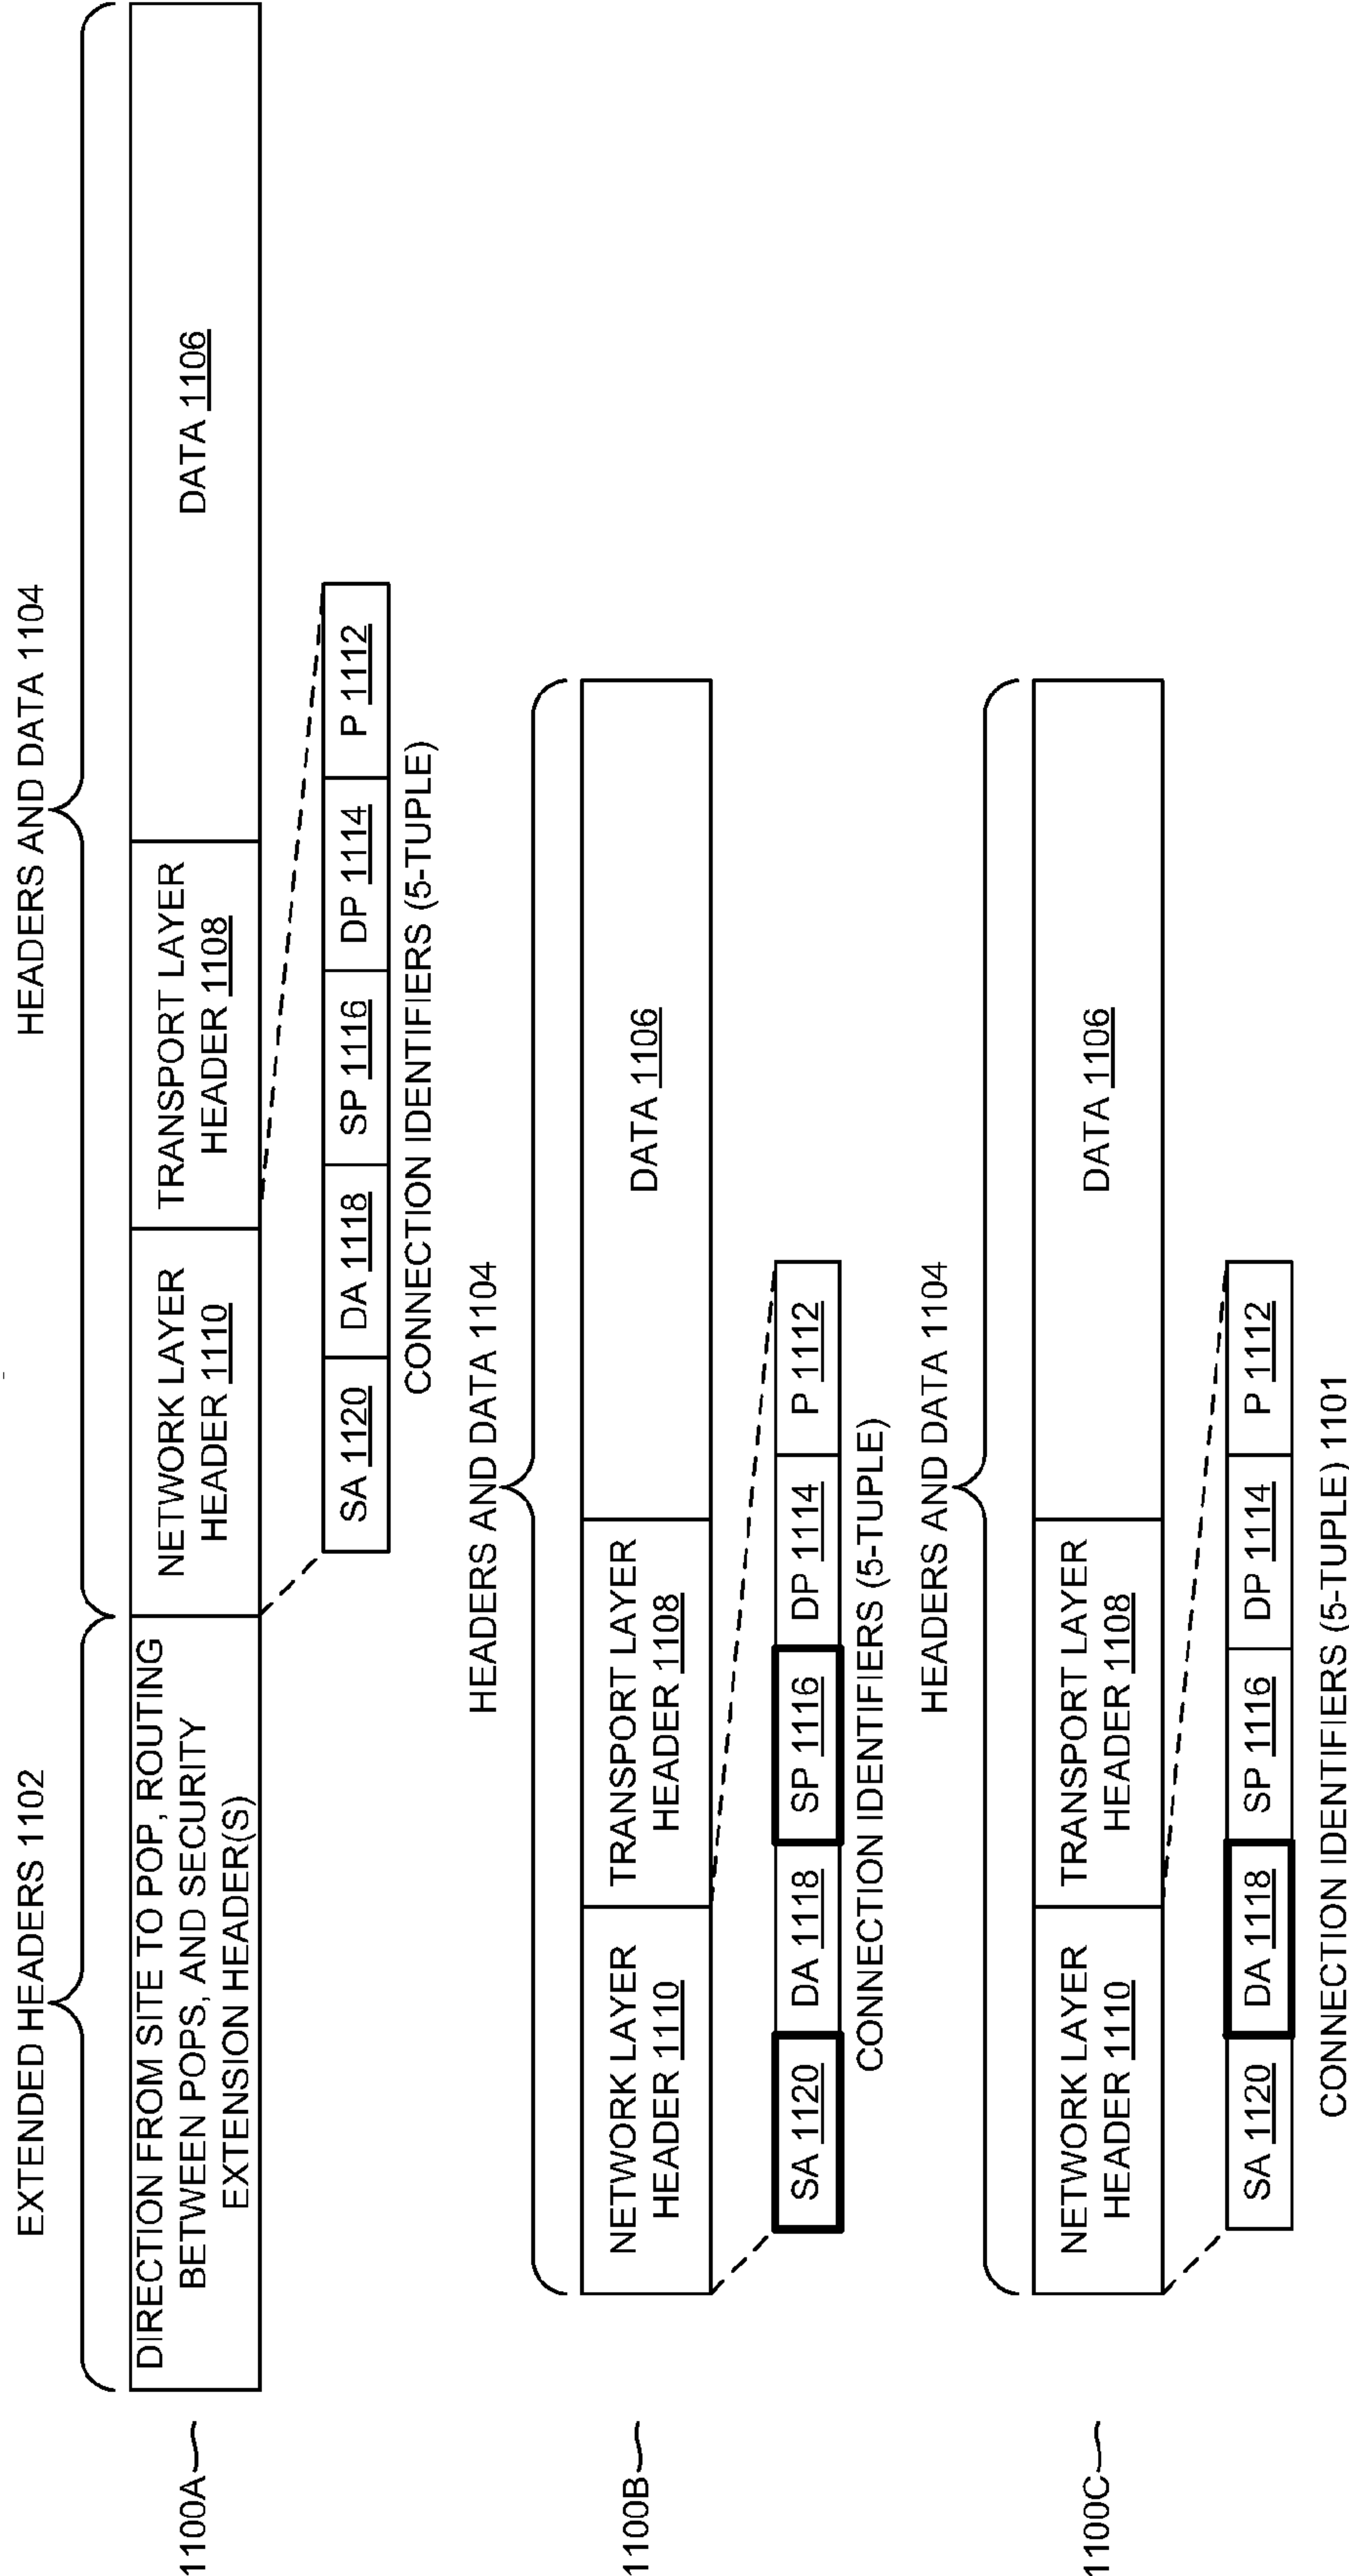 EXTENDED HEADERS 1102
HEADERS AND DATA 1104
1100A
DIRECTION FROM SITE TO POP, ROUTING
BETWEEN POPS, AND SECURITY
EXTENSION HEADER(S)
NETWORK LAYER
HEADER 1110
TRANSPORT LAYER
HEADER 1108
DATA 1106
SA 1120
DA 1118
SP 1116
DP 1114
P 1112
CONNECTION IDENTIFIERS (5-TUPLE)
HEADERS AND DATA 1104
1100B
NETWORK LAYER
HEADER 1110
TRANSPORT LAYER
HEADER 1108
DATA 1106
SA 1120
DA 1118
SP 1116
DP 1114
P 1112
CONNECTION IDENTIFIERS (5-TUPLE)
HEADERS AND DATA 1104
1100C
NETWORK LAYER
HEADER 1110
TRANSPORT LAYER
HEADER 1108
DATA 1106
SA 1120
DA 1118
SP 1116
DP 1114
P 1112
CONNECTION IDENTIFIERS (5-TUPLE) 1101